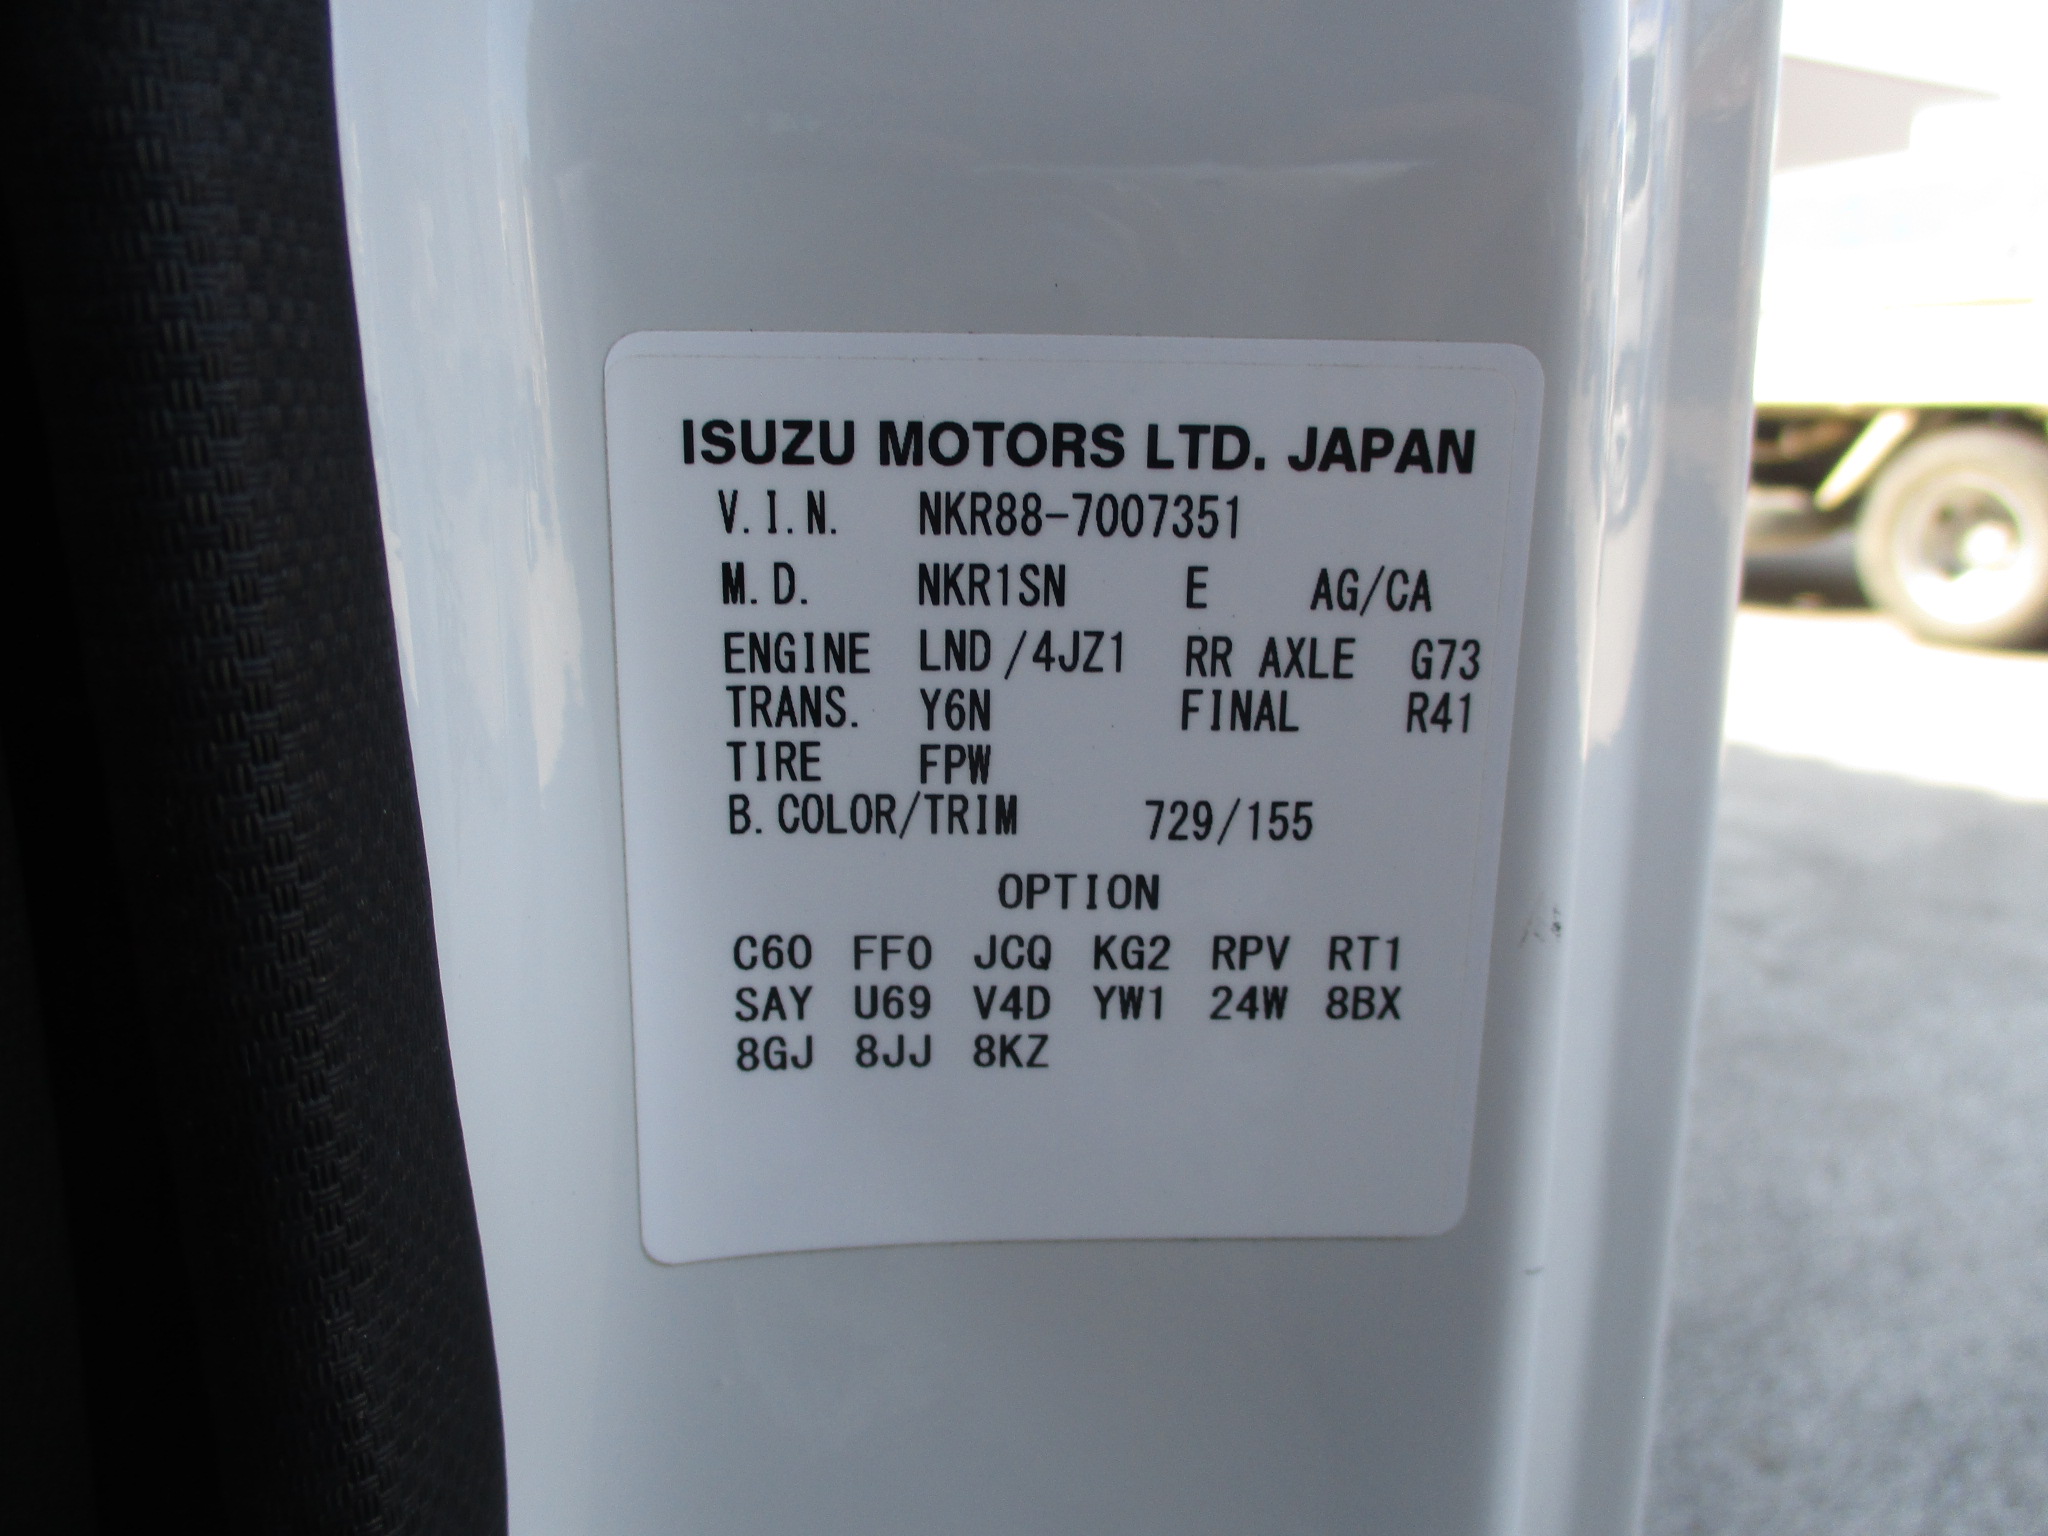 ISUZU MOTORS LTD. JAPAN
V.I.N. NKR88-7007351
M.D. NKR1SN E AG/CA
ENGINE LND/4JZ1 RR AXLE G73
TRANS. Y6N FINAL R41
TIRE FPW
B.COLOR/TRIM 729/155
OPTION
C60 FF0 JCQ KG2 RPV RT1
SAY U69 V4D YW1 24W 8BX
8GJ 8JJ 8KZ